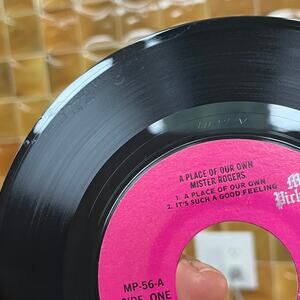 A PLACE OF OUR OWN
MISTER ROGERS
1. A PLACE OF OUR OWN
2. IT'S SUCH A GOOD FEELING
MP-56-A
SIDE ONE